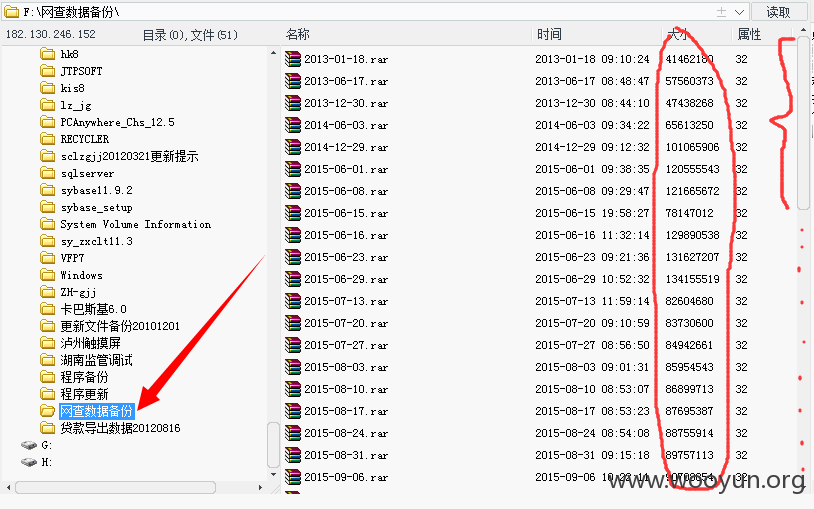 F:\网查数据备份\
读取
182.130.246.152
目录(0),文件(51)
名称
时间
大小
属性
hk8
JTPSOFT
kis8
lz_jg
PCAnywhere_Chs_12.5
RECYCLER
sclzgjj20120321更新提示
sqlserver
sybase11.9.2
sybase_setup
System Volume Information
sy_zxclt11.3
VFP7
Windows
ZH-gjj
卡巴斯基6.0
更新文件备份20101201
泸州触摸屏
湖南监管调试
程序备份
程序更新
网查数据备份
贷款导出数据20120816
G:
H:
2013-01-18.rar 2013-01-18 09:10:24 41462180 32
2013-06-17.rar 2013-06-17 08:48:47 57560373 32
2013-12-30.rar 2013-12-30 08:44:10 47438268 32
2014-06-03.rar 2014-06-03 09:34:22 65613250 32
2014-12-29.rar 2014-12-29 09:12:32 101065906 32
2015-06-01.rar 2015-06-01 09:38:35 120555543 32
2015-06-08.rar 2015-06-08 09:29:47 121665672 32
2015-06-15.rar 2015-06-15 19:58:27 78147012 32
2015-06-16.rar 2015-06-16 11:32:14 129890538 32
2015-06-23.rar 2015-06-23 09:21:36 131627207 32
2015-06-29.rar 2015-06-29 10:52:32 134155519 32
2015-07-13.rar 2015-07-13 11:59:14 82604680 32
2015-07-20.rar 2015-07-20 09:10:59 83730600 32
2015-07-27.rar 2015-07-27 08:56:50 84942661 32
2015-08-03.rar 2015-08-03 09:01:31 85954543 32
2015-08-10.rar 2015-08-10 08:53:07 86899713 32
2015-08-17.rar 2015-08-17 08:53:23 87695387 32
2015-08-24.rar 2015-08-24 08:54:08 88755914 32
2015-08-31.rar 2015-08-31 09:15:18 89757113 32
2015-09-06.rar 2015-09-06 10:22:11 90708654 32
www.wooyun.org